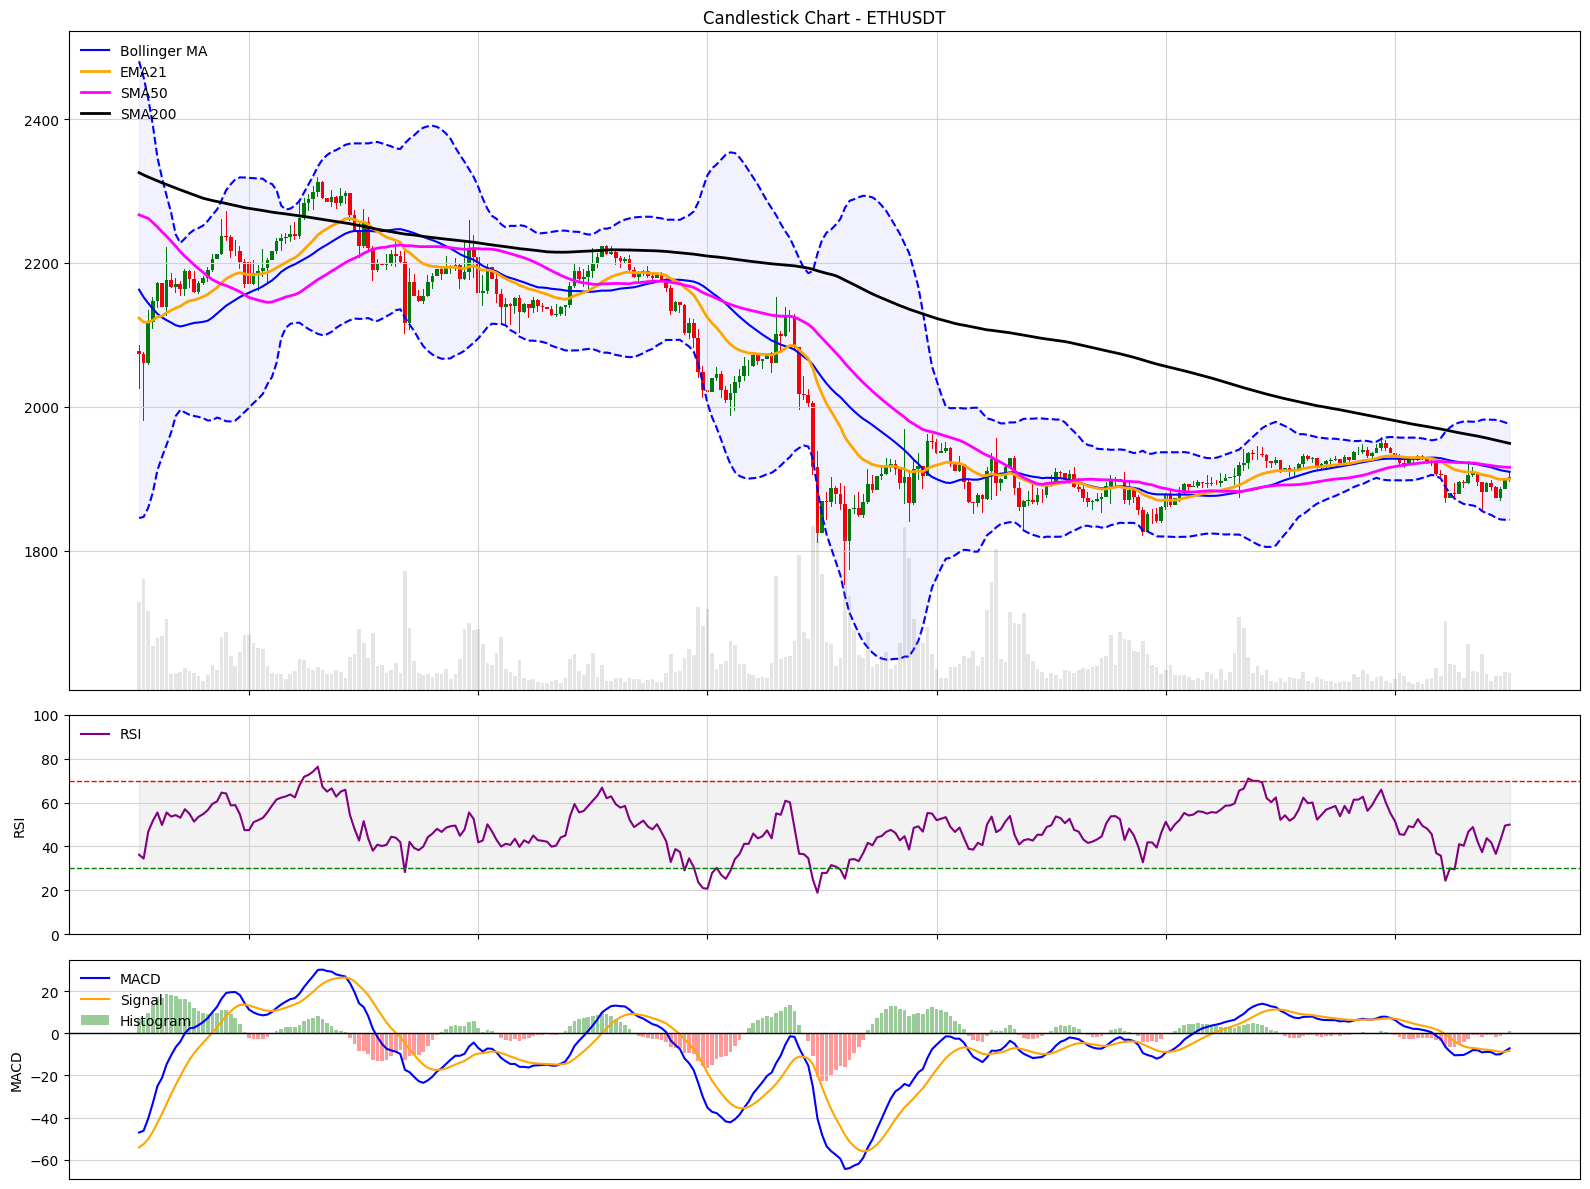 Candlestick Chart - ETHUSDT
Bollinger MA
EMA21
SMA50
SMA200
2400
2200
2000
1800
RSI
100
80
60
40
20
0
RSI
MACD
Signal
Histogram
20
0
−20
−40
−60
MACD